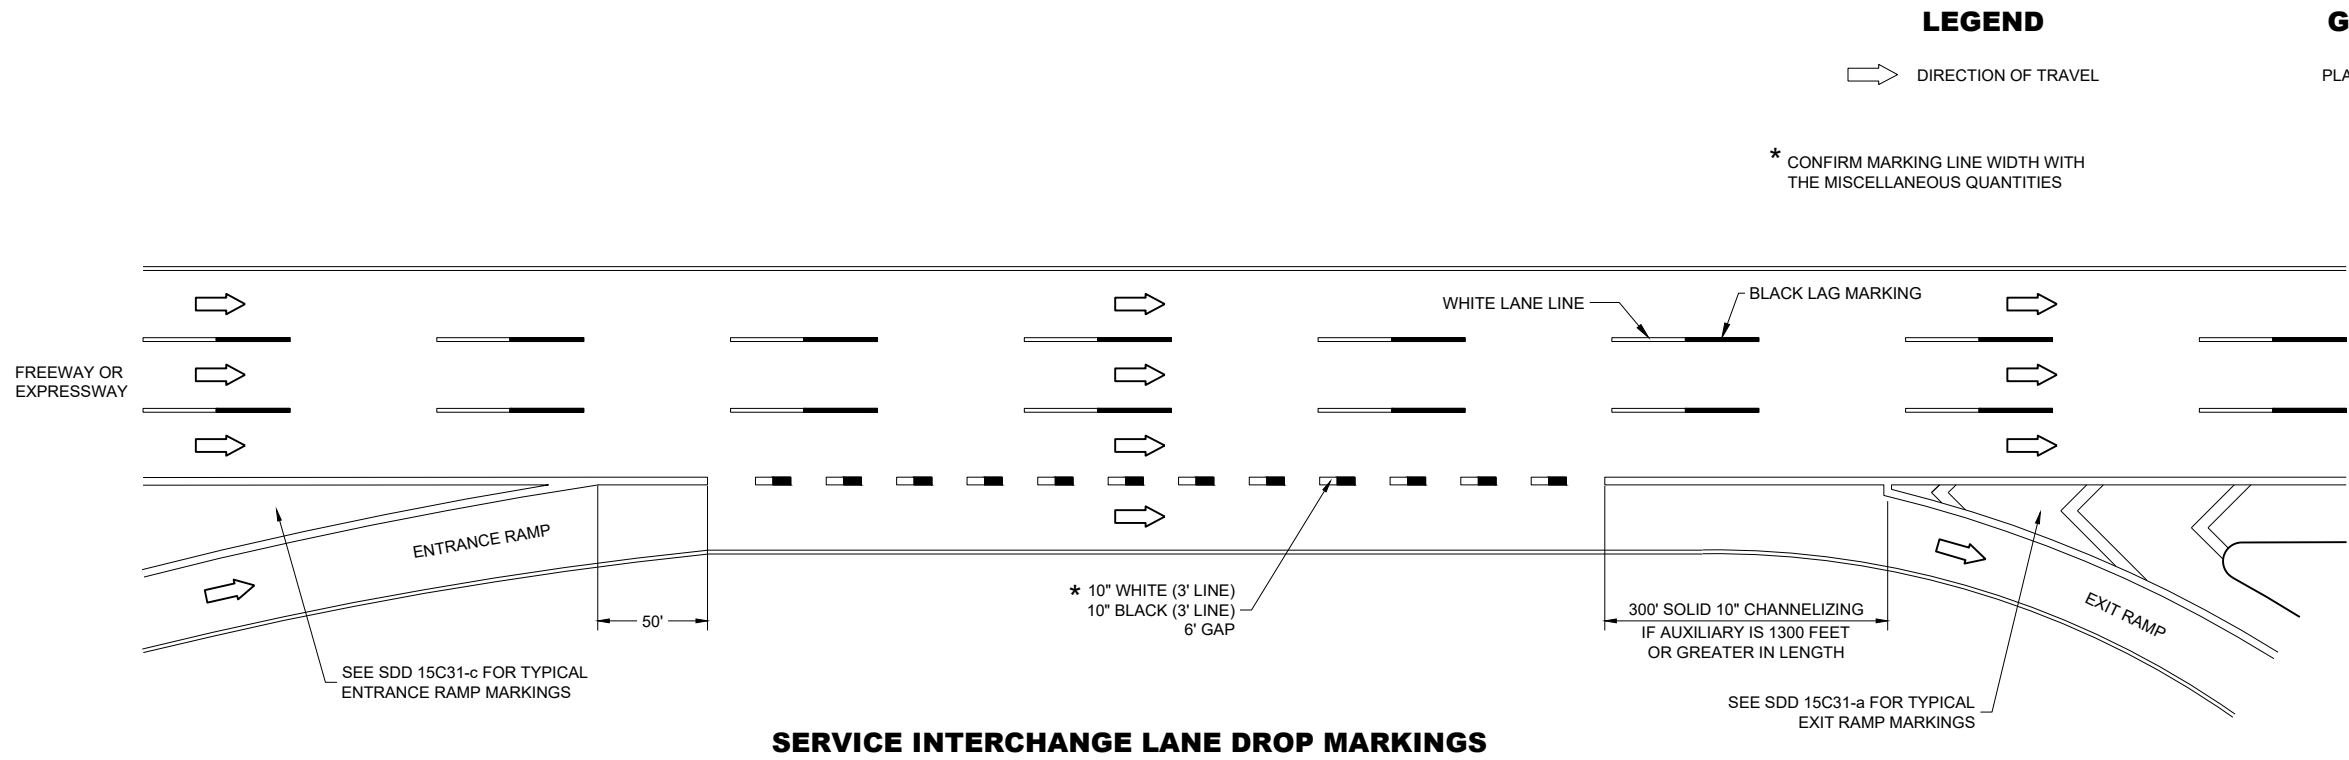 LEGEND
G
DIRECTION OF TRAVEL
PLA
* CONFIRM MARKING LINE WIDTH WITH
THE MISCELLANEOUS QUANTITIES
WHITE LANE LINE
BLACK LAG MARKING
FREEWAY OR
EXPRESSWAY
ENTRANCE RAMP
* 10" WHITE (3' LINE)
10" BLACK (3' LINE)
6' GAP
50'
300' SOLID 10" CHANNELIZING
IF AUXILIARY IS 1300 FEET
OR GREATER IN LENGTH
EXIT RAMP
SEE SDD 15C31-c FOR TYPICAL
ENTRANCE RAMP MARKINGS
SEE SDD 15C31-a FOR TYPICAL
EXIT RAMP MARKINGS
SERVICE INTERCHANGE LANE DROP MARKINGS